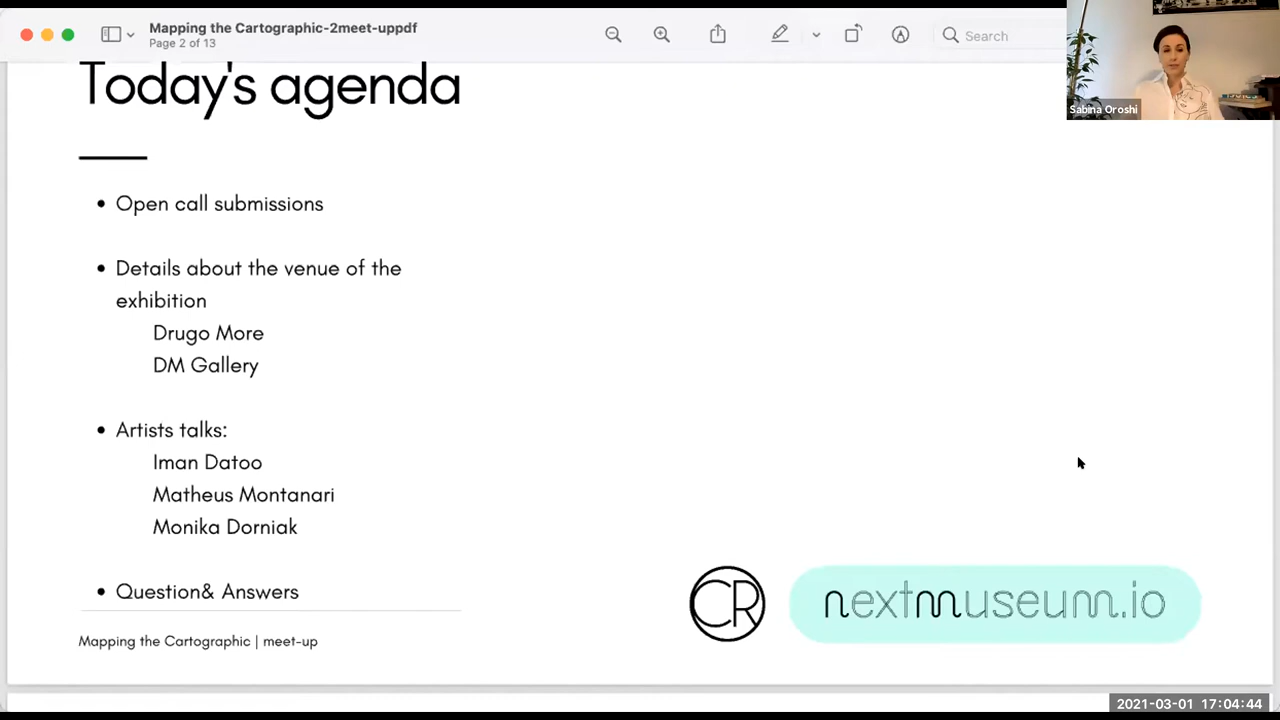 Mapping the Cartographic-2meet-uppdf
Page 2 of 13
Search
Sabina Oroshi
Today's agenda
Open call submissions
Details about the venue of the
exhibition
Drugo More
DM Gallery
Artists talks:
Iman Datoo
Matheus Montanari
Monika Dorniak
Question& Answers
Mapping the Cartographic | meet-up
CR
nextmuseum.io
2021-03-01 17:04:44